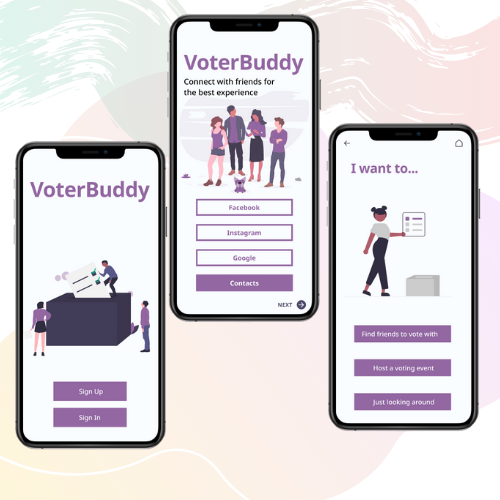 VoterBuddy
Sign Up
Sign In
VoterBuddy
Connect with friends for
the best experience
Facebook
Instagram
Google
Contacts
NEXT
I want to...
Find friends to vote with
Host a voting event
Just looking around